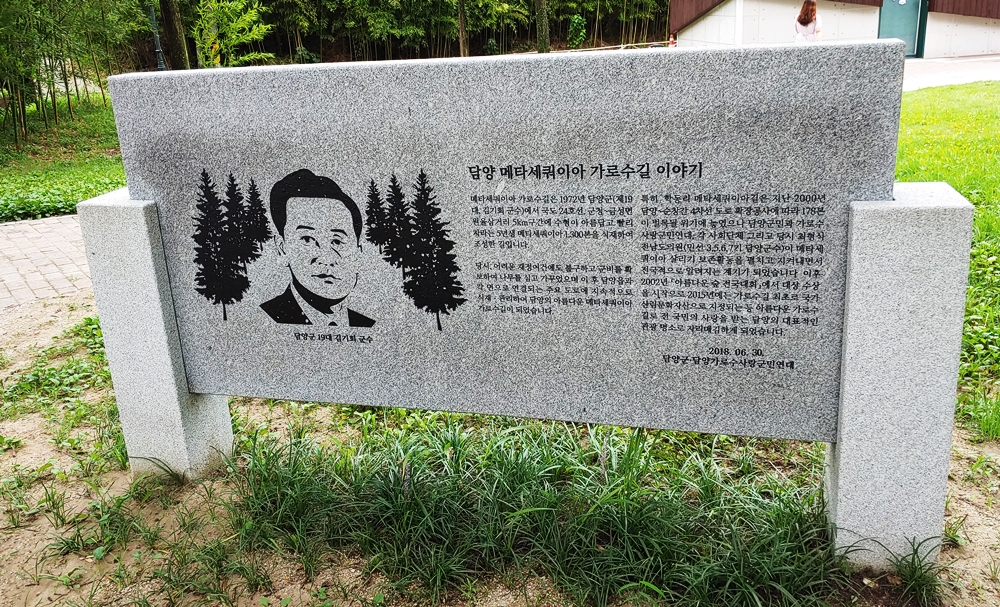 담양 메타세쿼이아 가로수길 이야기
메타세쿼이아 가로수길은 1972년 담양군(제19
대, 김기회 군수)에서 국도 24호선, 군청~금성면
원율삼거리 5km구간에 수형이 아름답고 빨리
자라는 5년생 메타세쿼이아 1,300본을 식재하여
조성한 길입니다.
당시, 어려운 재정여건에도 불구하고 군비를 확
보하여 나무를 심고 가꾸었으며 이 후 담양읍과
각 면으로 연결되는 주요 도로에 지속적으로
식재·관리하여 담양의 아름다운 메타세쿼이아
가로수길이 되었습니다.
특히, 학동리 메타세쿼이아길은 지난 2000년
담양~순창간 4차선 도로 확장공사에 따라 178본
이 벌목될 위기에 놓였으나 담양군민과 가로수
사랑군민연대, 각 사회단체 그리고 당시 최형식
전남도의원(민선 3,5,6,7기 담양군수)이 메타세
쿼이아 살리기 보존활동을 펼치고 지켜내면서
전국적으로 알려지는 계기가 되었습니다. 이후
2002년 「아름다운 숲 전국대회」에서 대상 수상
을 시작으로 2015년에는 가로수길 최초로 국가
산림문화자산으로 지정되는 등 아름다운 가로수
길로 전 국민의 사랑을 받는 담양의 대표적인
관광 명소로 자리매김하게 되었습니다.
2018. 06. 30.
담양군·담양가로수사랑군민연대
담양군 19대 김기회 군수